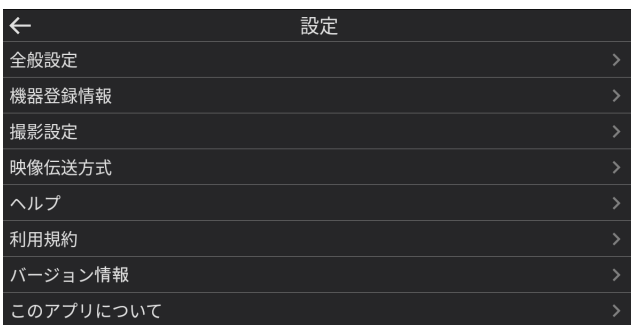 設定
全般設定
機器登録情報
撮影設定
映像伝送方式
ヘルプ
利用規約
バージョン情報
このアプリについて